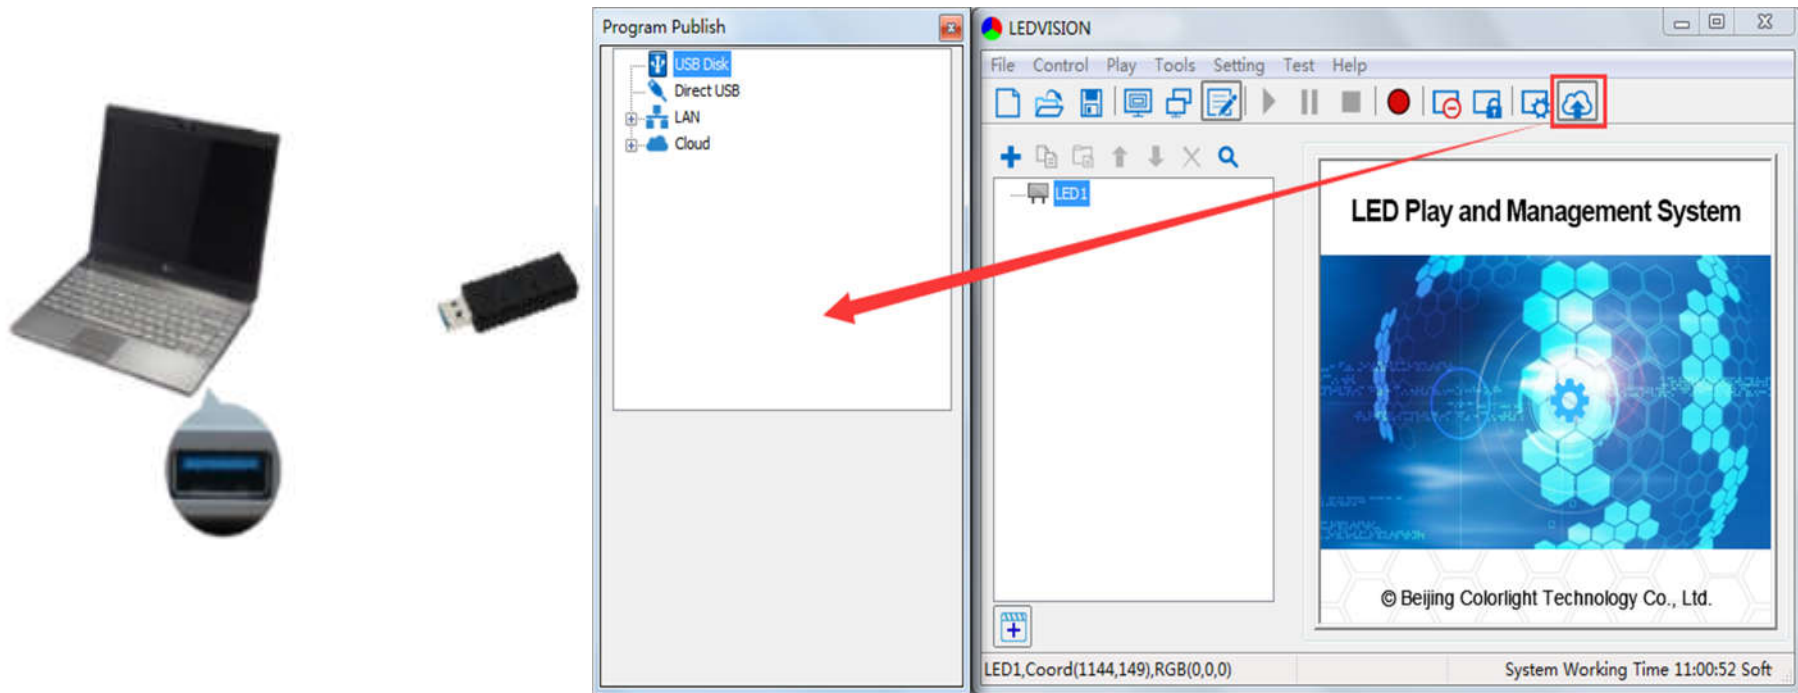 Program Publish
USB Disk
Direct USB
LAN
Cloud
LEDVISION
File Control Play Tools Setting Test Help
LED1
LED Play and Management System
© Beijing Colorlight Technology Co., Ltd.
LED1,Coord(1144,149),RGB(0,0,0)
System Working Time 11:00:52 Soft